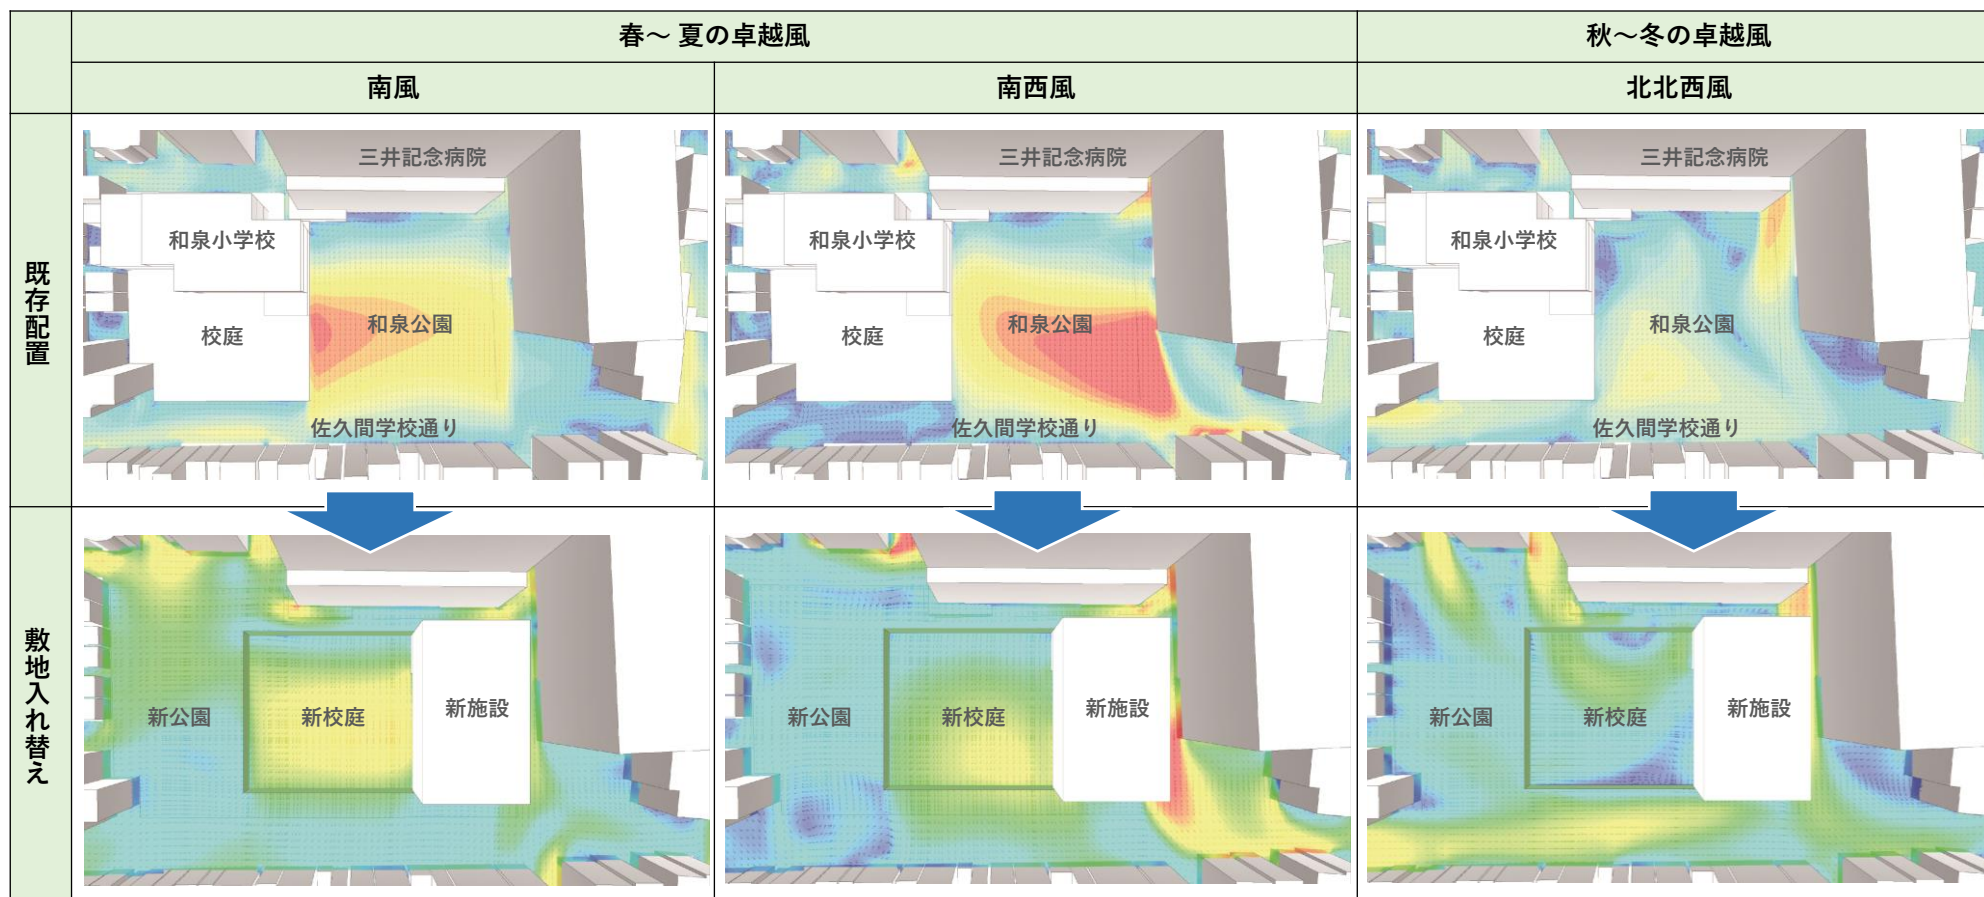 春～ 夏の卓越風
秋～冬の卓越風
南風
南西風
北北西風
既存配置
三井記念病院
和泉小学校
和泉公園
校庭
佐久間学校通り
三井記念病院
和泉小学校
和泉公園
校庭
佐久間学校通り
三井記念病院
和泉小学校
和泉公園
校庭
佐久間学校通り
敷地入れ替え
新公園
新校庭
新施設
新公園
新校庭
新施設
新公園
新校庭
新施設